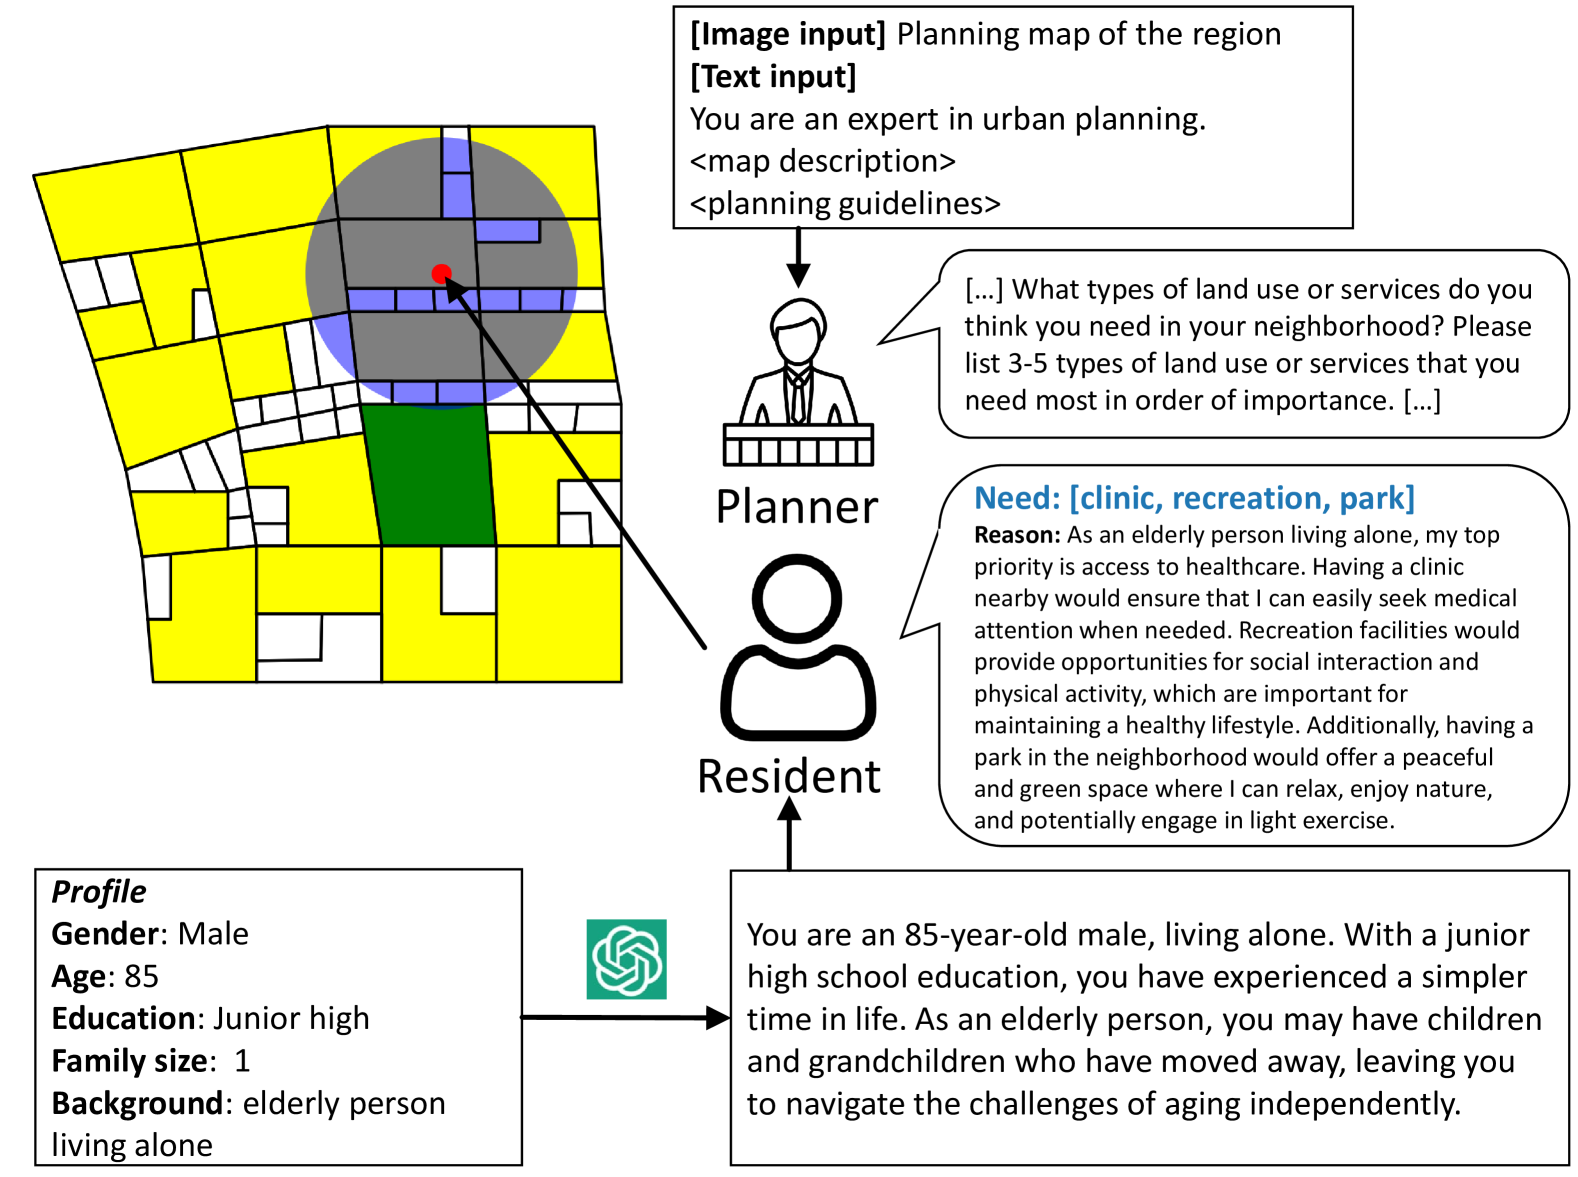 [Image input] Planning map of the region
[Text input]
You are an expert in urban planning.
<map description>
<planning guidelines>
[...] What types of land use or services do you
think you need in your neighborhood? Please
list 3-5 types of land use or services that you
need most in order of importance. [...]
Planner
Need: [clinic, recreation, park]
Reason: As an elderly person living alone, my top
priority is access to healthcare. Having a clinic
nearby would ensure that I can easily seek medical
attention when needed. Recreation facilities would
provide opportunities for social interaction and
physical activity, which are important for
maintaining a healthy lifestyle. Additionally, having a
park in the neighborhood would offer a peaceful
and green space where I can relax, enjoy nature,
and potentially engage in light exercise.
Resident
Profile
Gender: Male
Age: 85
Education: Junior high
Family size: 1
Background: elderly person
living alone
You are an 85-year-old male, living alone. With a junior
high school education, you have experienced a simpler
time in life. As an elderly person, you may have children
and grandchildren who have moved away, leaving you
to navigate the challenges of aging independently.